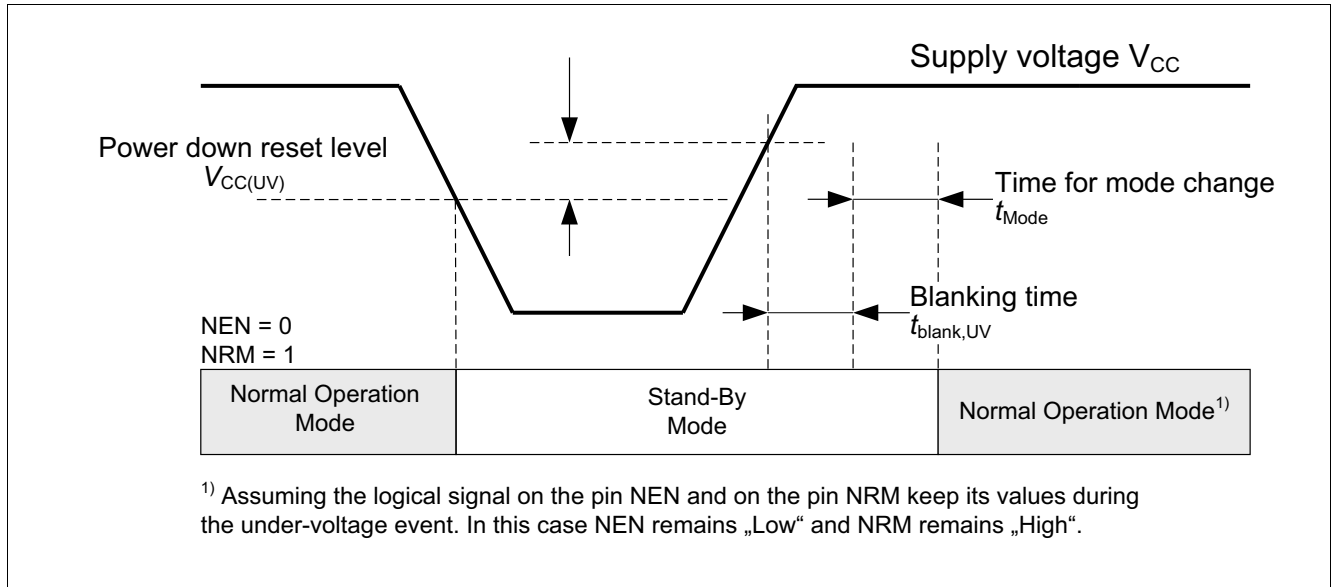 Supply voltage VCC
Power down reset level
VCC(UV)
Time for mode change
tMode
Blanking time
tblank,UV
NEN = 0
NRM = 1
Normal Operation
Mode
Stand-By
Mode
Normal Operation Mode1)
1) Assuming the logical signal on the pin NEN and on the pin NRM keep its values during
the under-voltage event. In this case NEN remains „Low“ and NRM remains „High“.